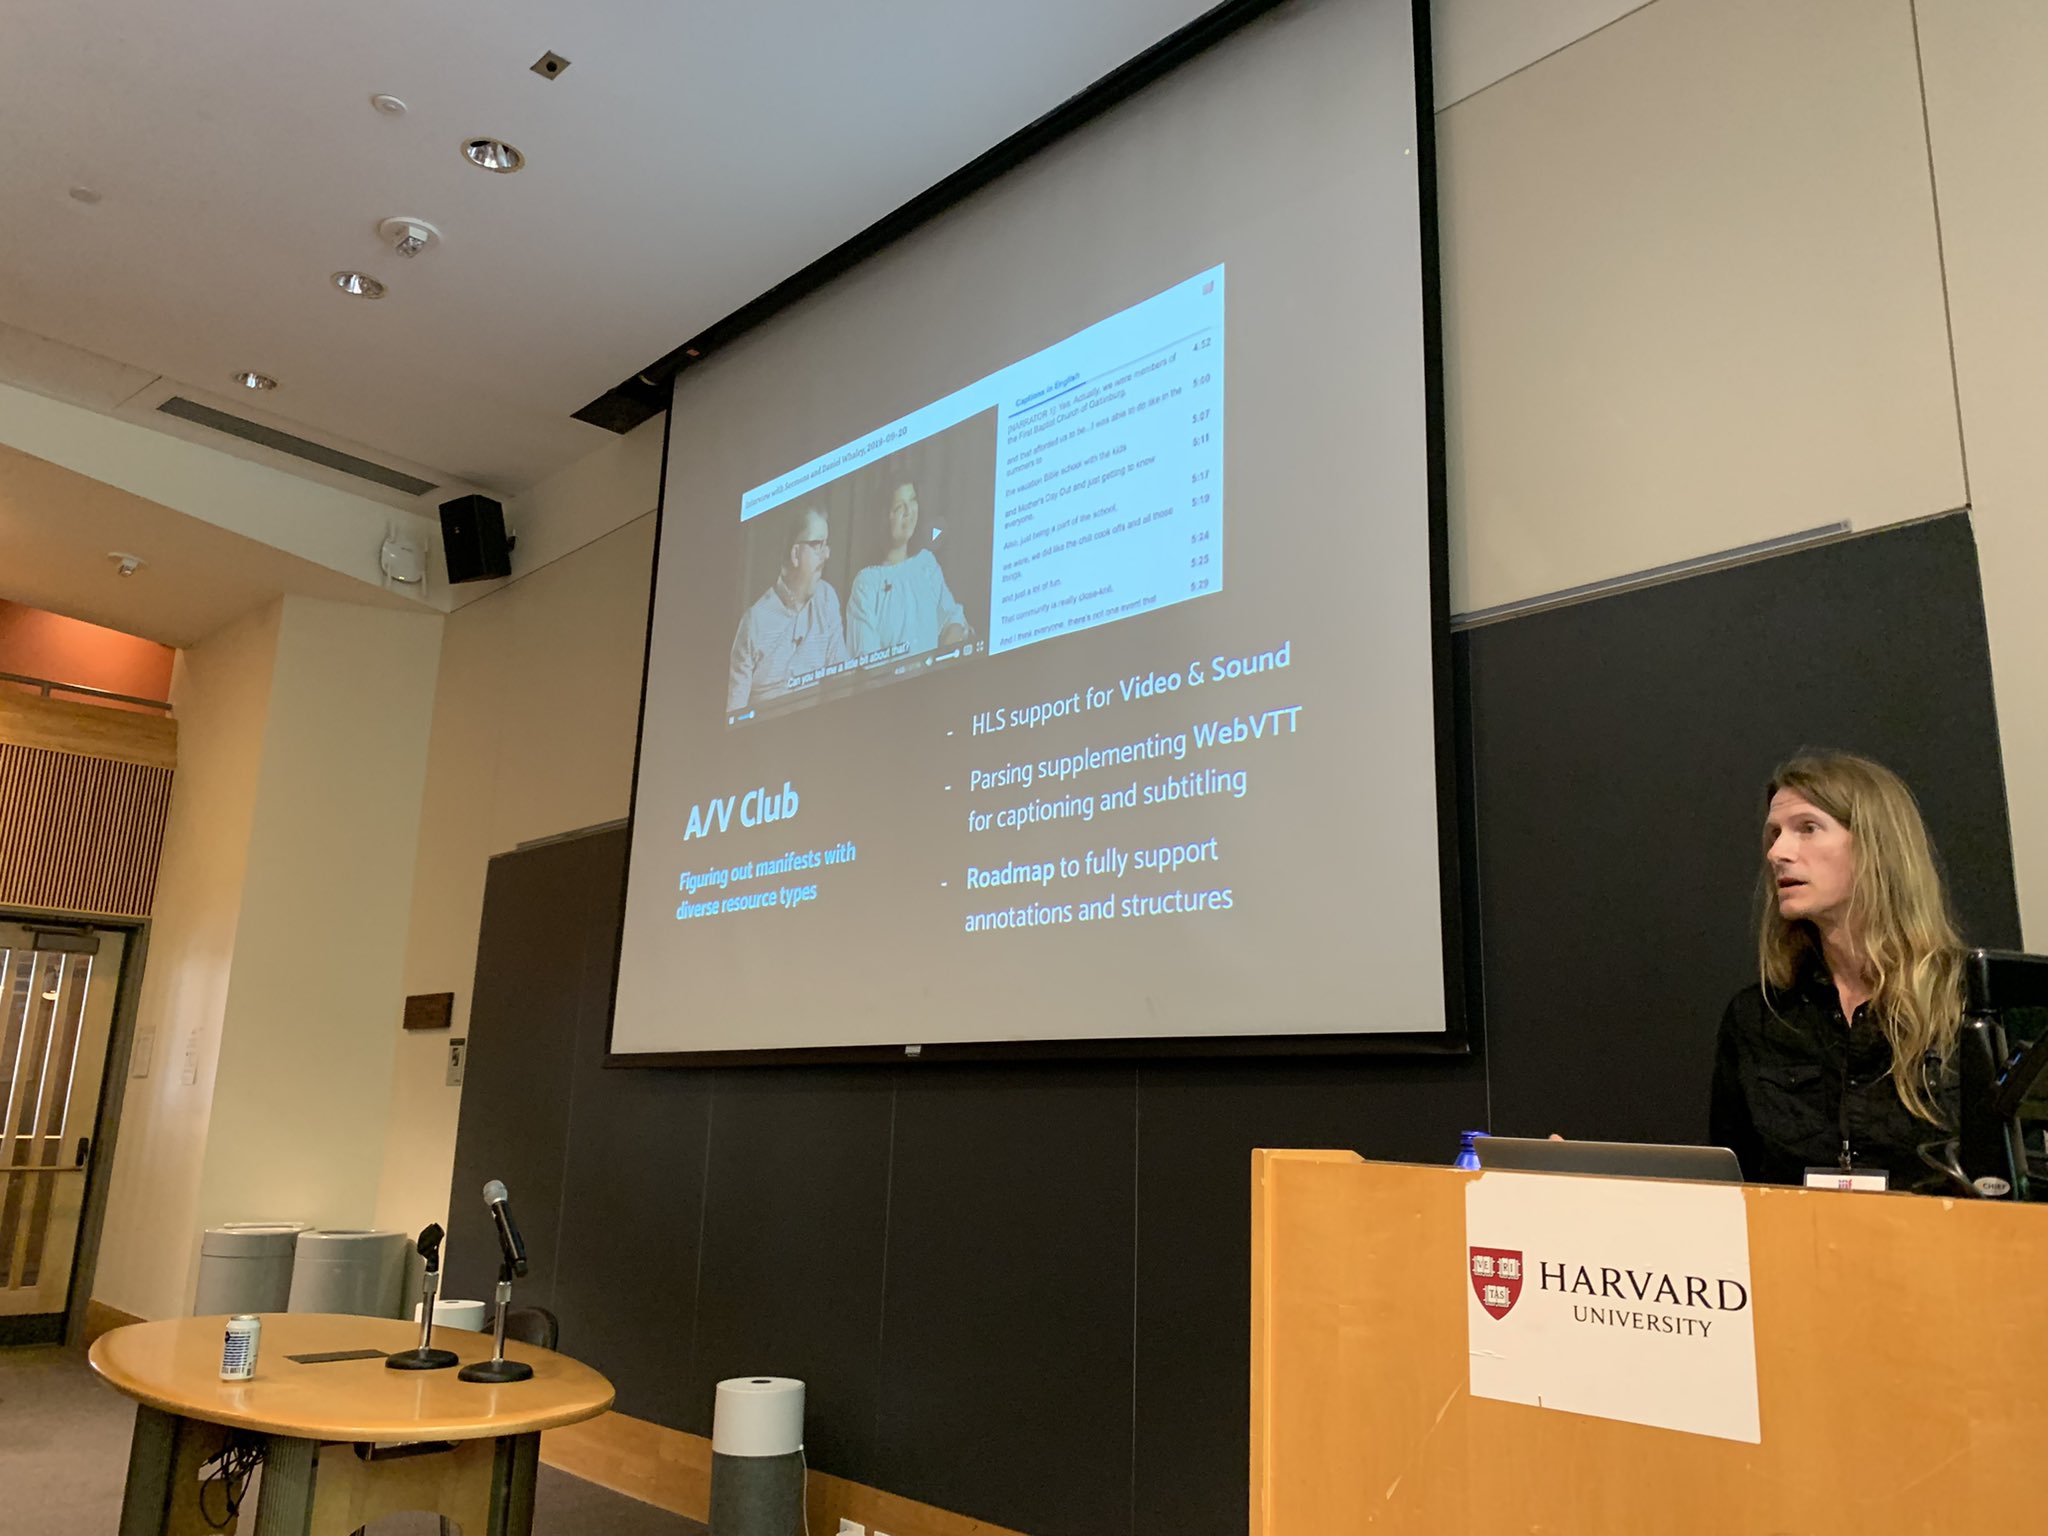 Interview with Seemona and Daniel Whaley, 2019-09-20
Can you tell me a little bit about that?
Captions in English
[NARRATOR 1]: Yes. Actually, we were members of
the First Baptist Church of Gatlinburg,
4:52
and that afforded us to be...I was able to do like in the
summers to
5:00
the vacation Bible school with the kids
5:07
and Mother's Day Out and just getting to know
everyone.
5:11
Also, just being a part of the school,
5:17
we were, we did like the chili cook offs and all those
things,
5:19
and just a lot of fun.
5:24
That community is really close-knit.
5:25
And I think everyone, there's not one event that
5:29
A/V Club
Figuring out manifests with
diverse resource types
- HLS support for Video & Sound
- Parsing supplementing WebVTT
for captioning and subtitling
- Roadmap to fully support
annotations and structures
VE RI
TAS
HARVARD
UNIVERSITY
CHIEF